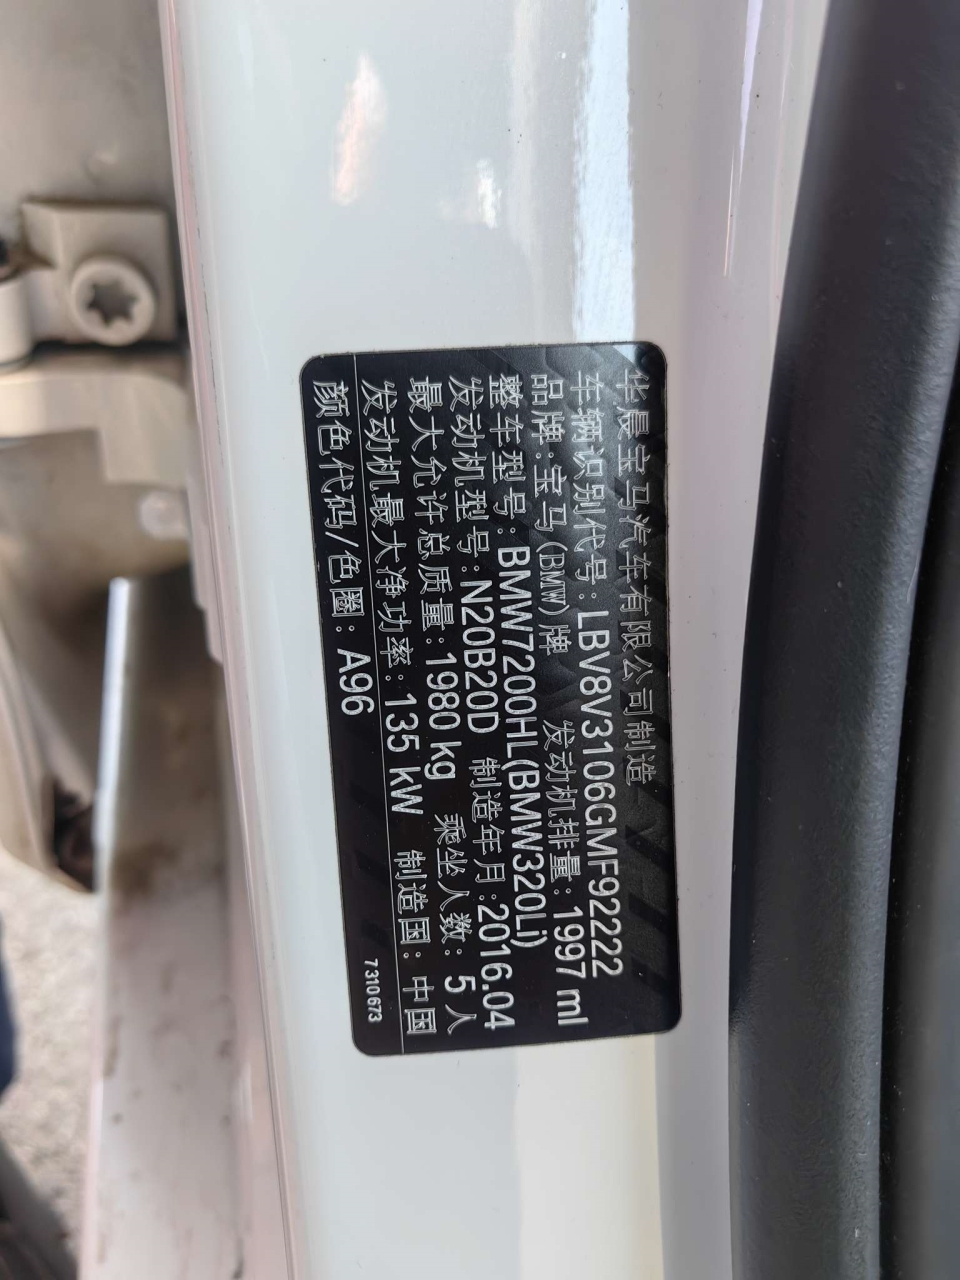 华晨宝马汽车有限公司制造
车辆识别代号:LBV8V3106GMF92222
品牌:宝马(BMW)牌 发动机排量:1997 ml
整车型号:BMW7200HL(BMW320Li)
发动机型号:N20B20D 制造年月:2016.04
最大允许总质量:1980 kg 乘坐人数:5人
发动机最大净功率:135 kW 制造国:中国
颜色代码/色圈:A96 7310673